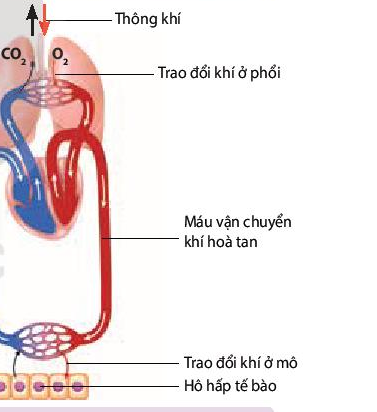 Thông khí
CO2 O2
Trao đổi khí ở phổi
Máu vận chuyển
khí hoà tan
Trao đổi khí ở mô
Hô hấp tế bào